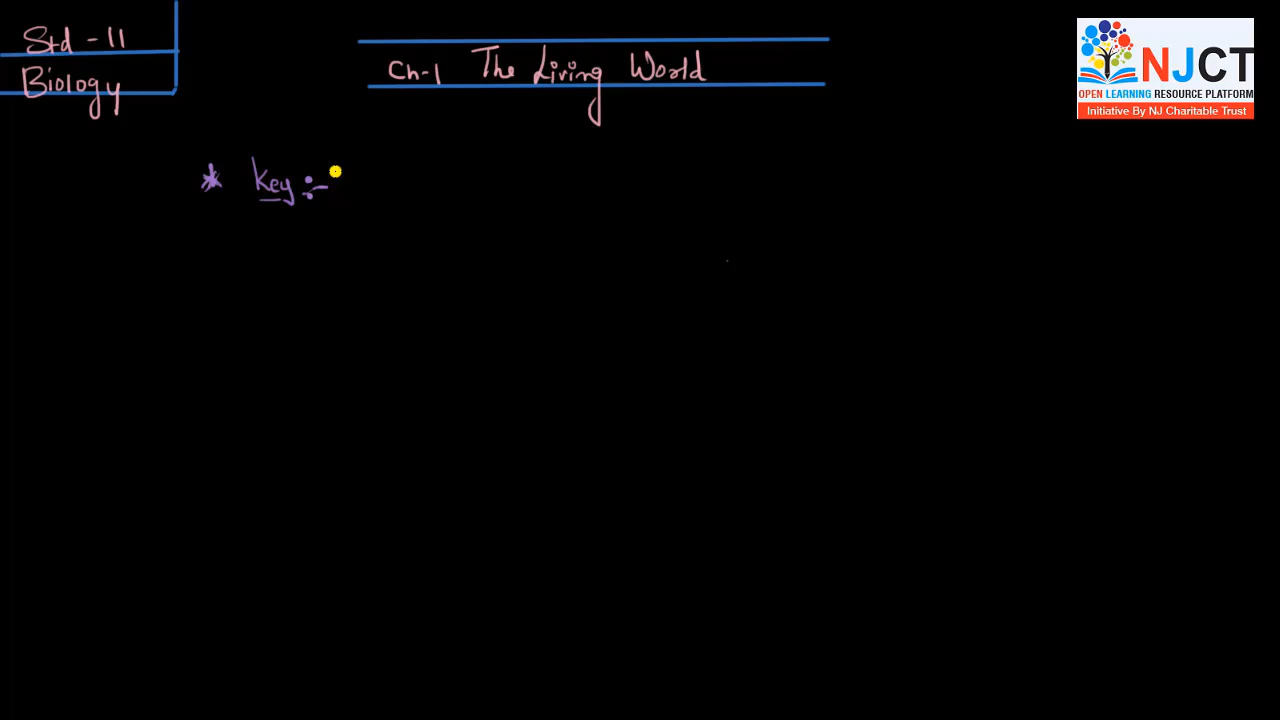 Std - 11
Biology
Ch-1 The Living World
* Key :-
NJCT
OPEN LEARNING RESOURCE PLATFORM
Initiative By NJ Charitable Trust